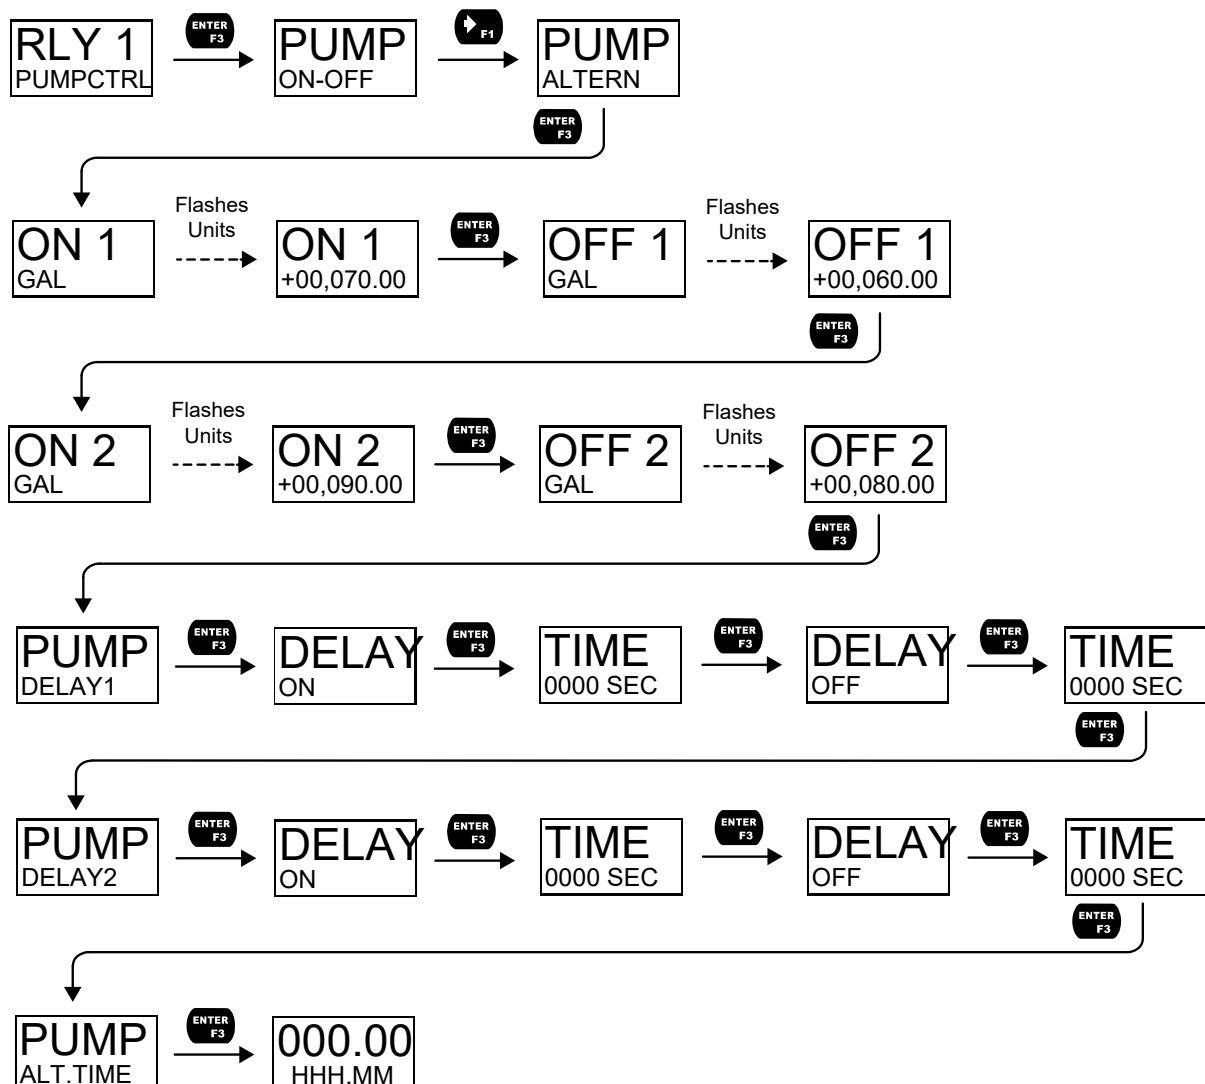 RLY 1
PUMPCTRL
ENTER
F3
PUMP
ON-OFF
F1
PUMP
ALTERN
ENTER
F3
ON 1
GAL
Flashes
Units
ON 1
+00,070.00
ENTER
F3
OFF 1
GAL
Flashes
Units
OFF 1
+00,060.00
ENTER
F3
ON 2
GAL
Flashes
Units
ON 2
+00,090.00
ENTER
F3
OFF 2
GAL
Flashes
Units
OFF 2
+00,080.00
ENTER
F3
PUMP
DELAY1
ENTER
F3
DELAY
ON
ENTER
F3
TIME
0000 SEC
ENTER
F3
DELAY
OFF
ENTER
F3
TIME
0000 SEC
ENTER
F3
PUMP
DELAY2
ENTER
F3
DELAY
ON
ENTER
F3
TIME
0000 SEC
ENTER
F3
DELAY
OFF
ENTER
F3
TIME
0000 SEC
ENTER
F3
PUMP
ALT.TIME
ENTER
F3
000.00
HHH.MM